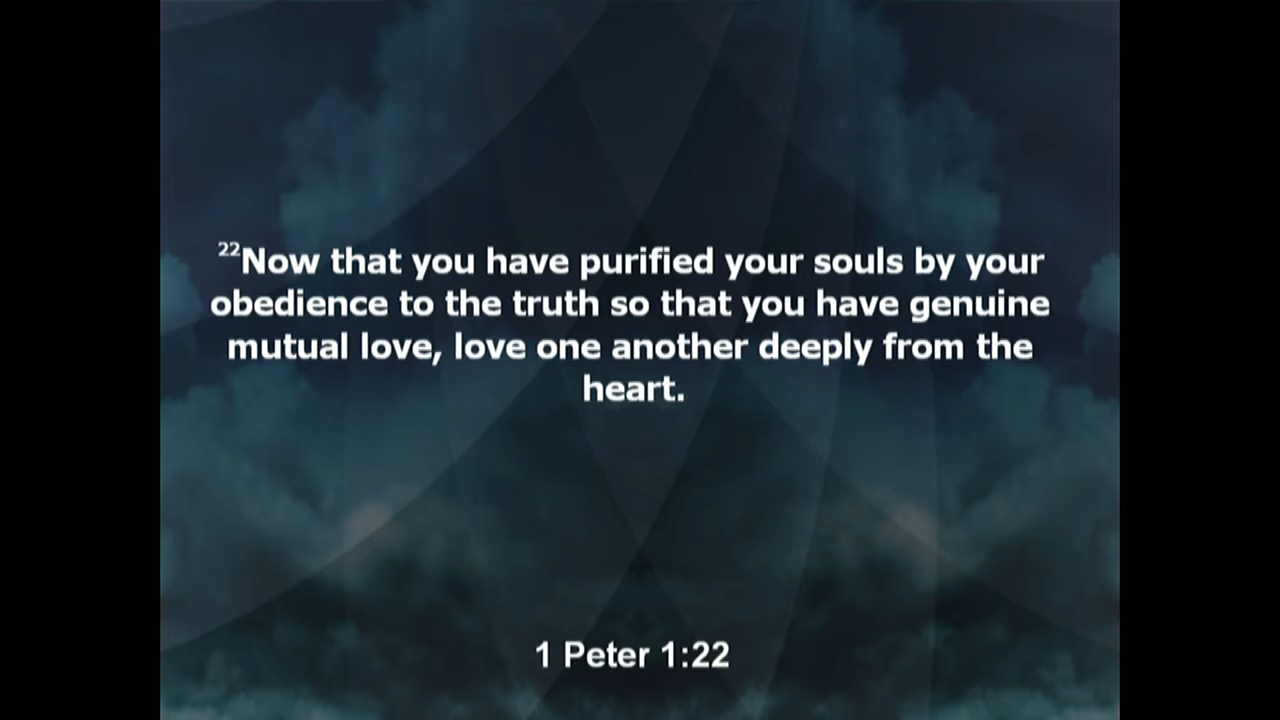 22Now that you have purified your souls by your
obedience to the truth so that you have genuine
mutual love, love one another deeply from the
heart.
1 Peter 1:22